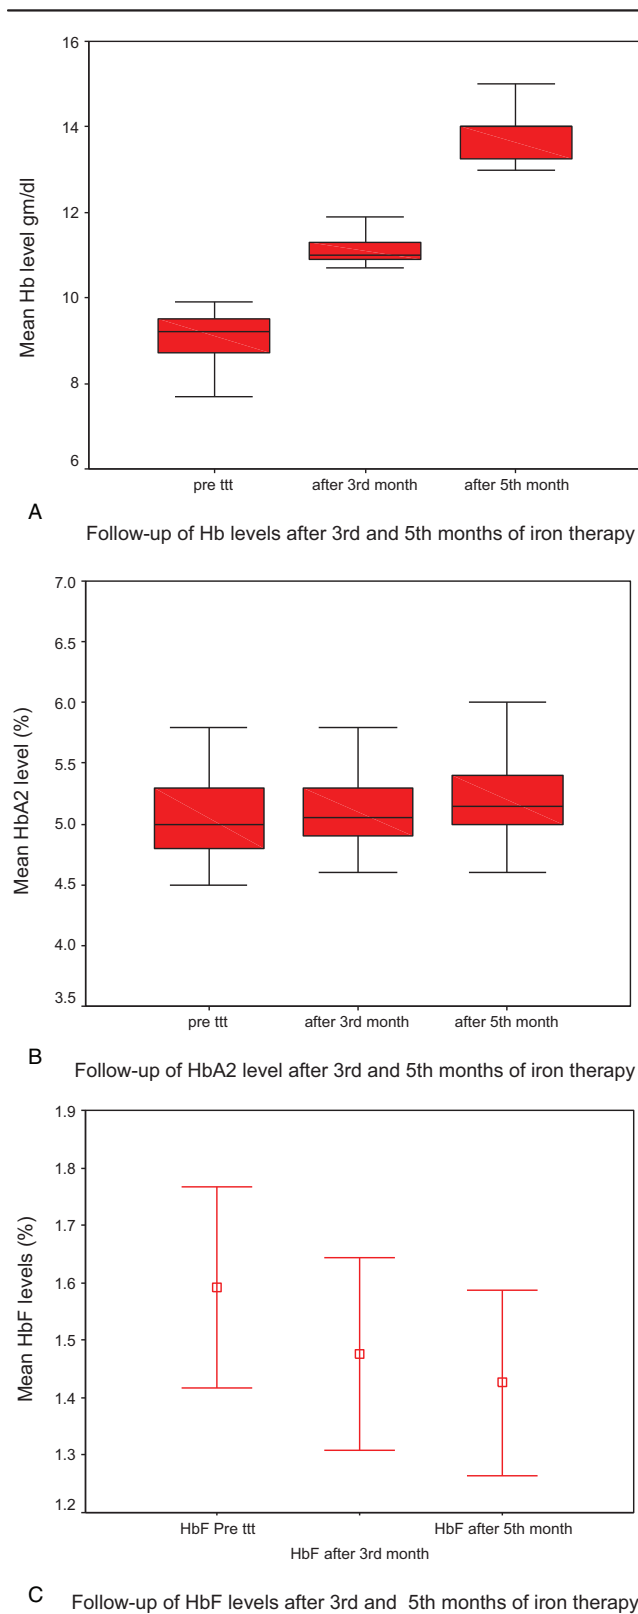 16
14
12
10
8
6
Mean Hb level gm/dl
pre ttt after 3rd month after 5th month
A
Follow-up of Hb levels after 3rd and 5th months of iron therapy
7.0
6.5
6.0
5.5
5.0
4.5
4.0
3.5
Mean HbA2 level (%)
pre ttt after 3rd month after 5th month
B
Follow-up of HbA2 level after 3rd and 5th months of iron therapy
1.9
1.8
1.7
1.6
1.5
1.4
1.3
1.2
Mean HbF levels (%)
HbF Pre ttt HbF after 5th month
HbF after 3rd month
C
Follow-up of HbF levels after 3rd and 5th months of iron therapy